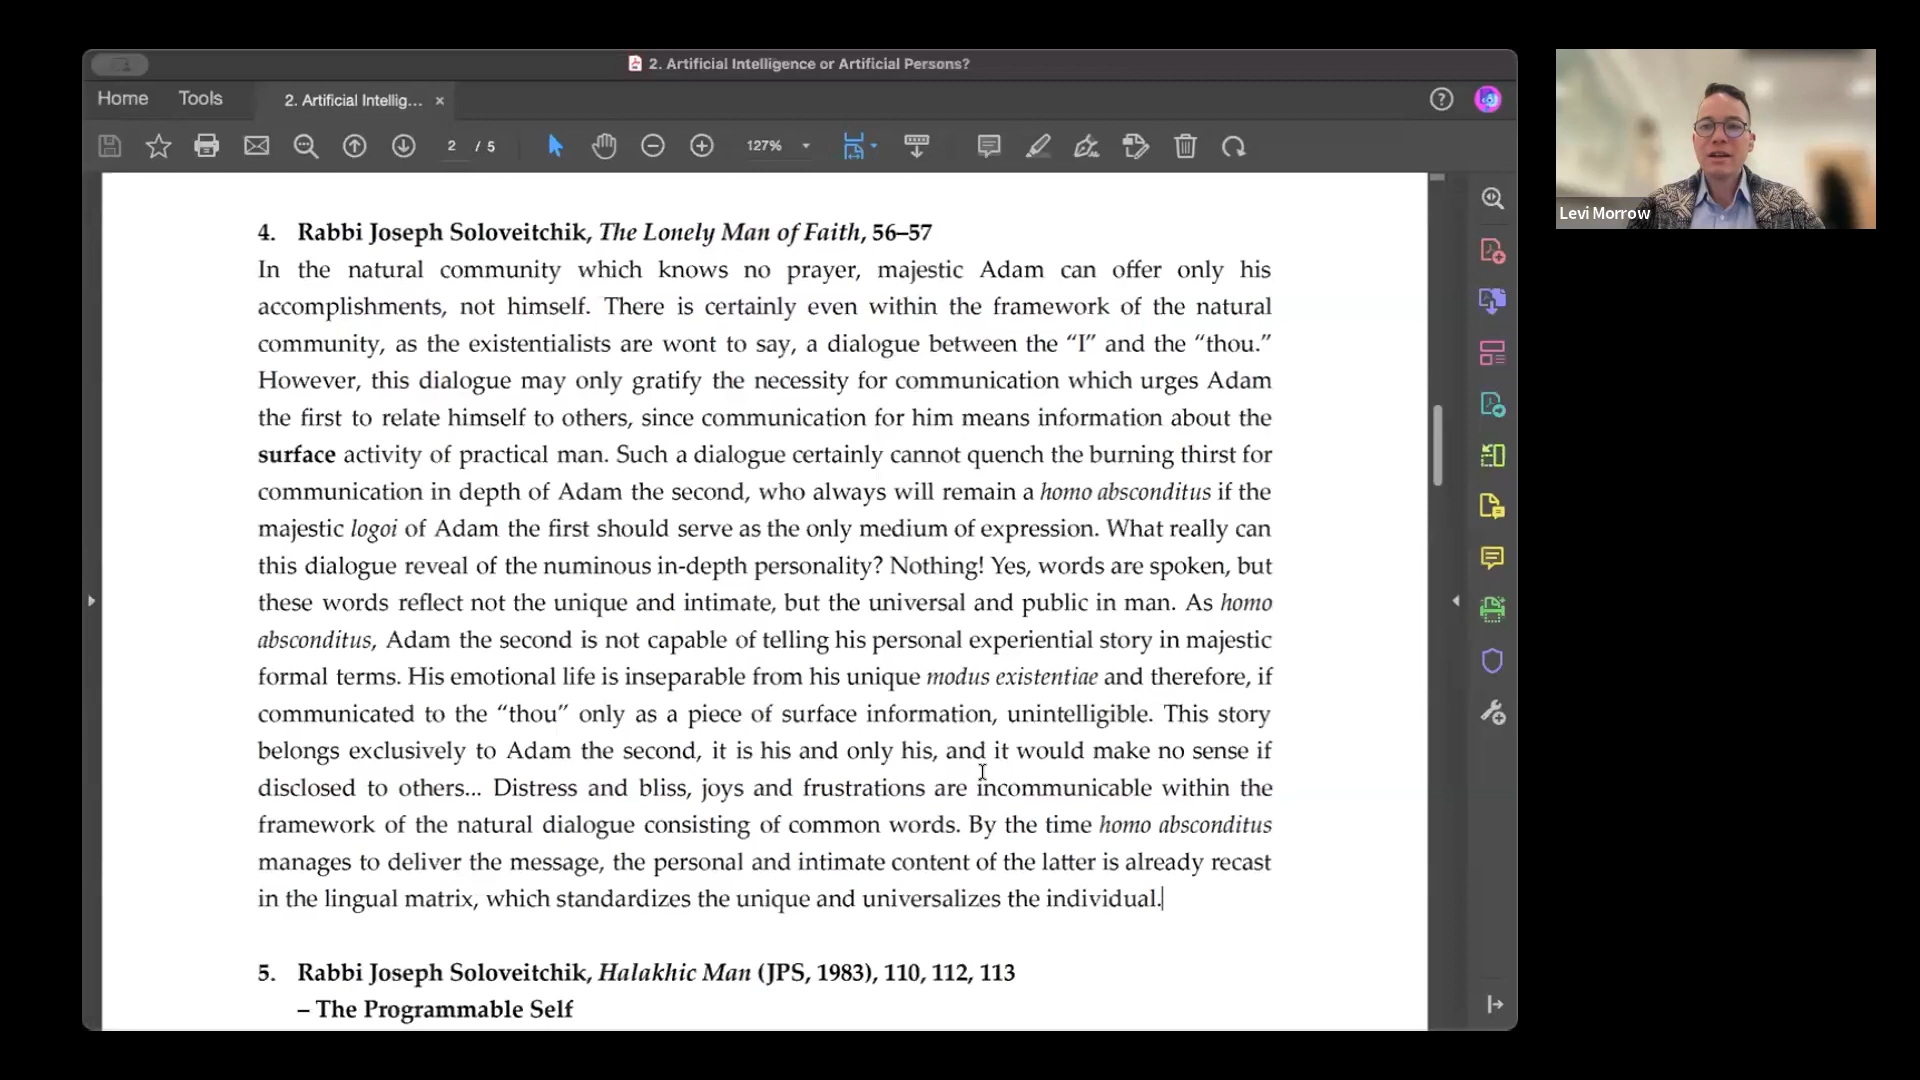 2. Artificial Intelligence or Artificial Persons?
Home Tools 2. Artificial Intellig... ×
2 / 5 127%
4. Rabbi Joseph Soloveitchik, The Lonely Man of Faith, 56–57
In the natural community which knows no prayer, majestic Adam can offer only his
accomplishments, not himself. There is certainly even within the framework of the natural
community, as the existentialists are wont to say, a dialogue between the “I” and the “thou.”
However, this dialogue may only gratify the necessity for communication which urges Adam
the first to relate himself to others, since communication for him means information about the
surface activity of practical man. Such a dialogue certainly cannot quench the burning thirst for
communication in depth of Adam the second, who always will remain a homo absconditus if the
majestic logoi of Adam the first should serve as the only medium of expression. What really can
this dialogue reveal of the numinous in-depth personality? Nothing! Yes, words are spoken, but
these words reflect not the unique and intimate, but the universal and public in man. As homo
absconditus, Adam the second is not capable of telling his personal experiential story in majestic
formal terms. His emotional life is inseparable from his unique modus existentiae and therefore, if
communicated to the “thou” only as a piece of surface information, unintelligible. This story
belongs exclusively to Adam the second, it is his and only his, and it would make no sense if
disclosed to others... Distress and bliss, joys and frustrations are incommunicable within the
framework of the natural dialogue consisting of common words. By the time homo absconditus
manages to deliver the message, the personal and intimate content of the latter is already recast
in the lingual matrix, which standardizes the unique and universalizes the individual.
5. Rabbi Joseph Soloveitchik, Halakhic Man (JPS, 1983), 110, 112, 113
– The Programmable Self
Levi Morrow